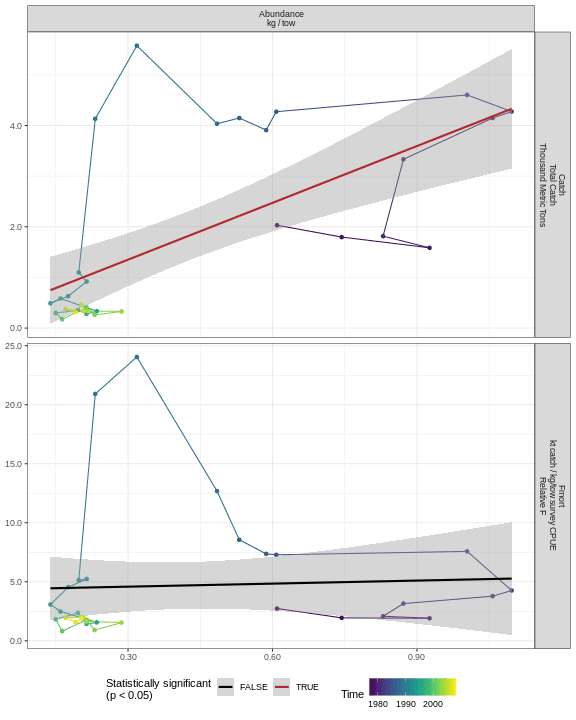 Abundance
kg / tow
4.0
2.0
0.0
Catch
Total Catch
Thousand Metric Tons
25.0
20.0
15.0
10.0
5.0
0.0
Fmort
kt catch / kg/tow survey CPUE
Relative F
0.30
0.60
0.90
Statistically significant
(p < 0.05)
FALSE
TRUE
Time
1980
1990
2000